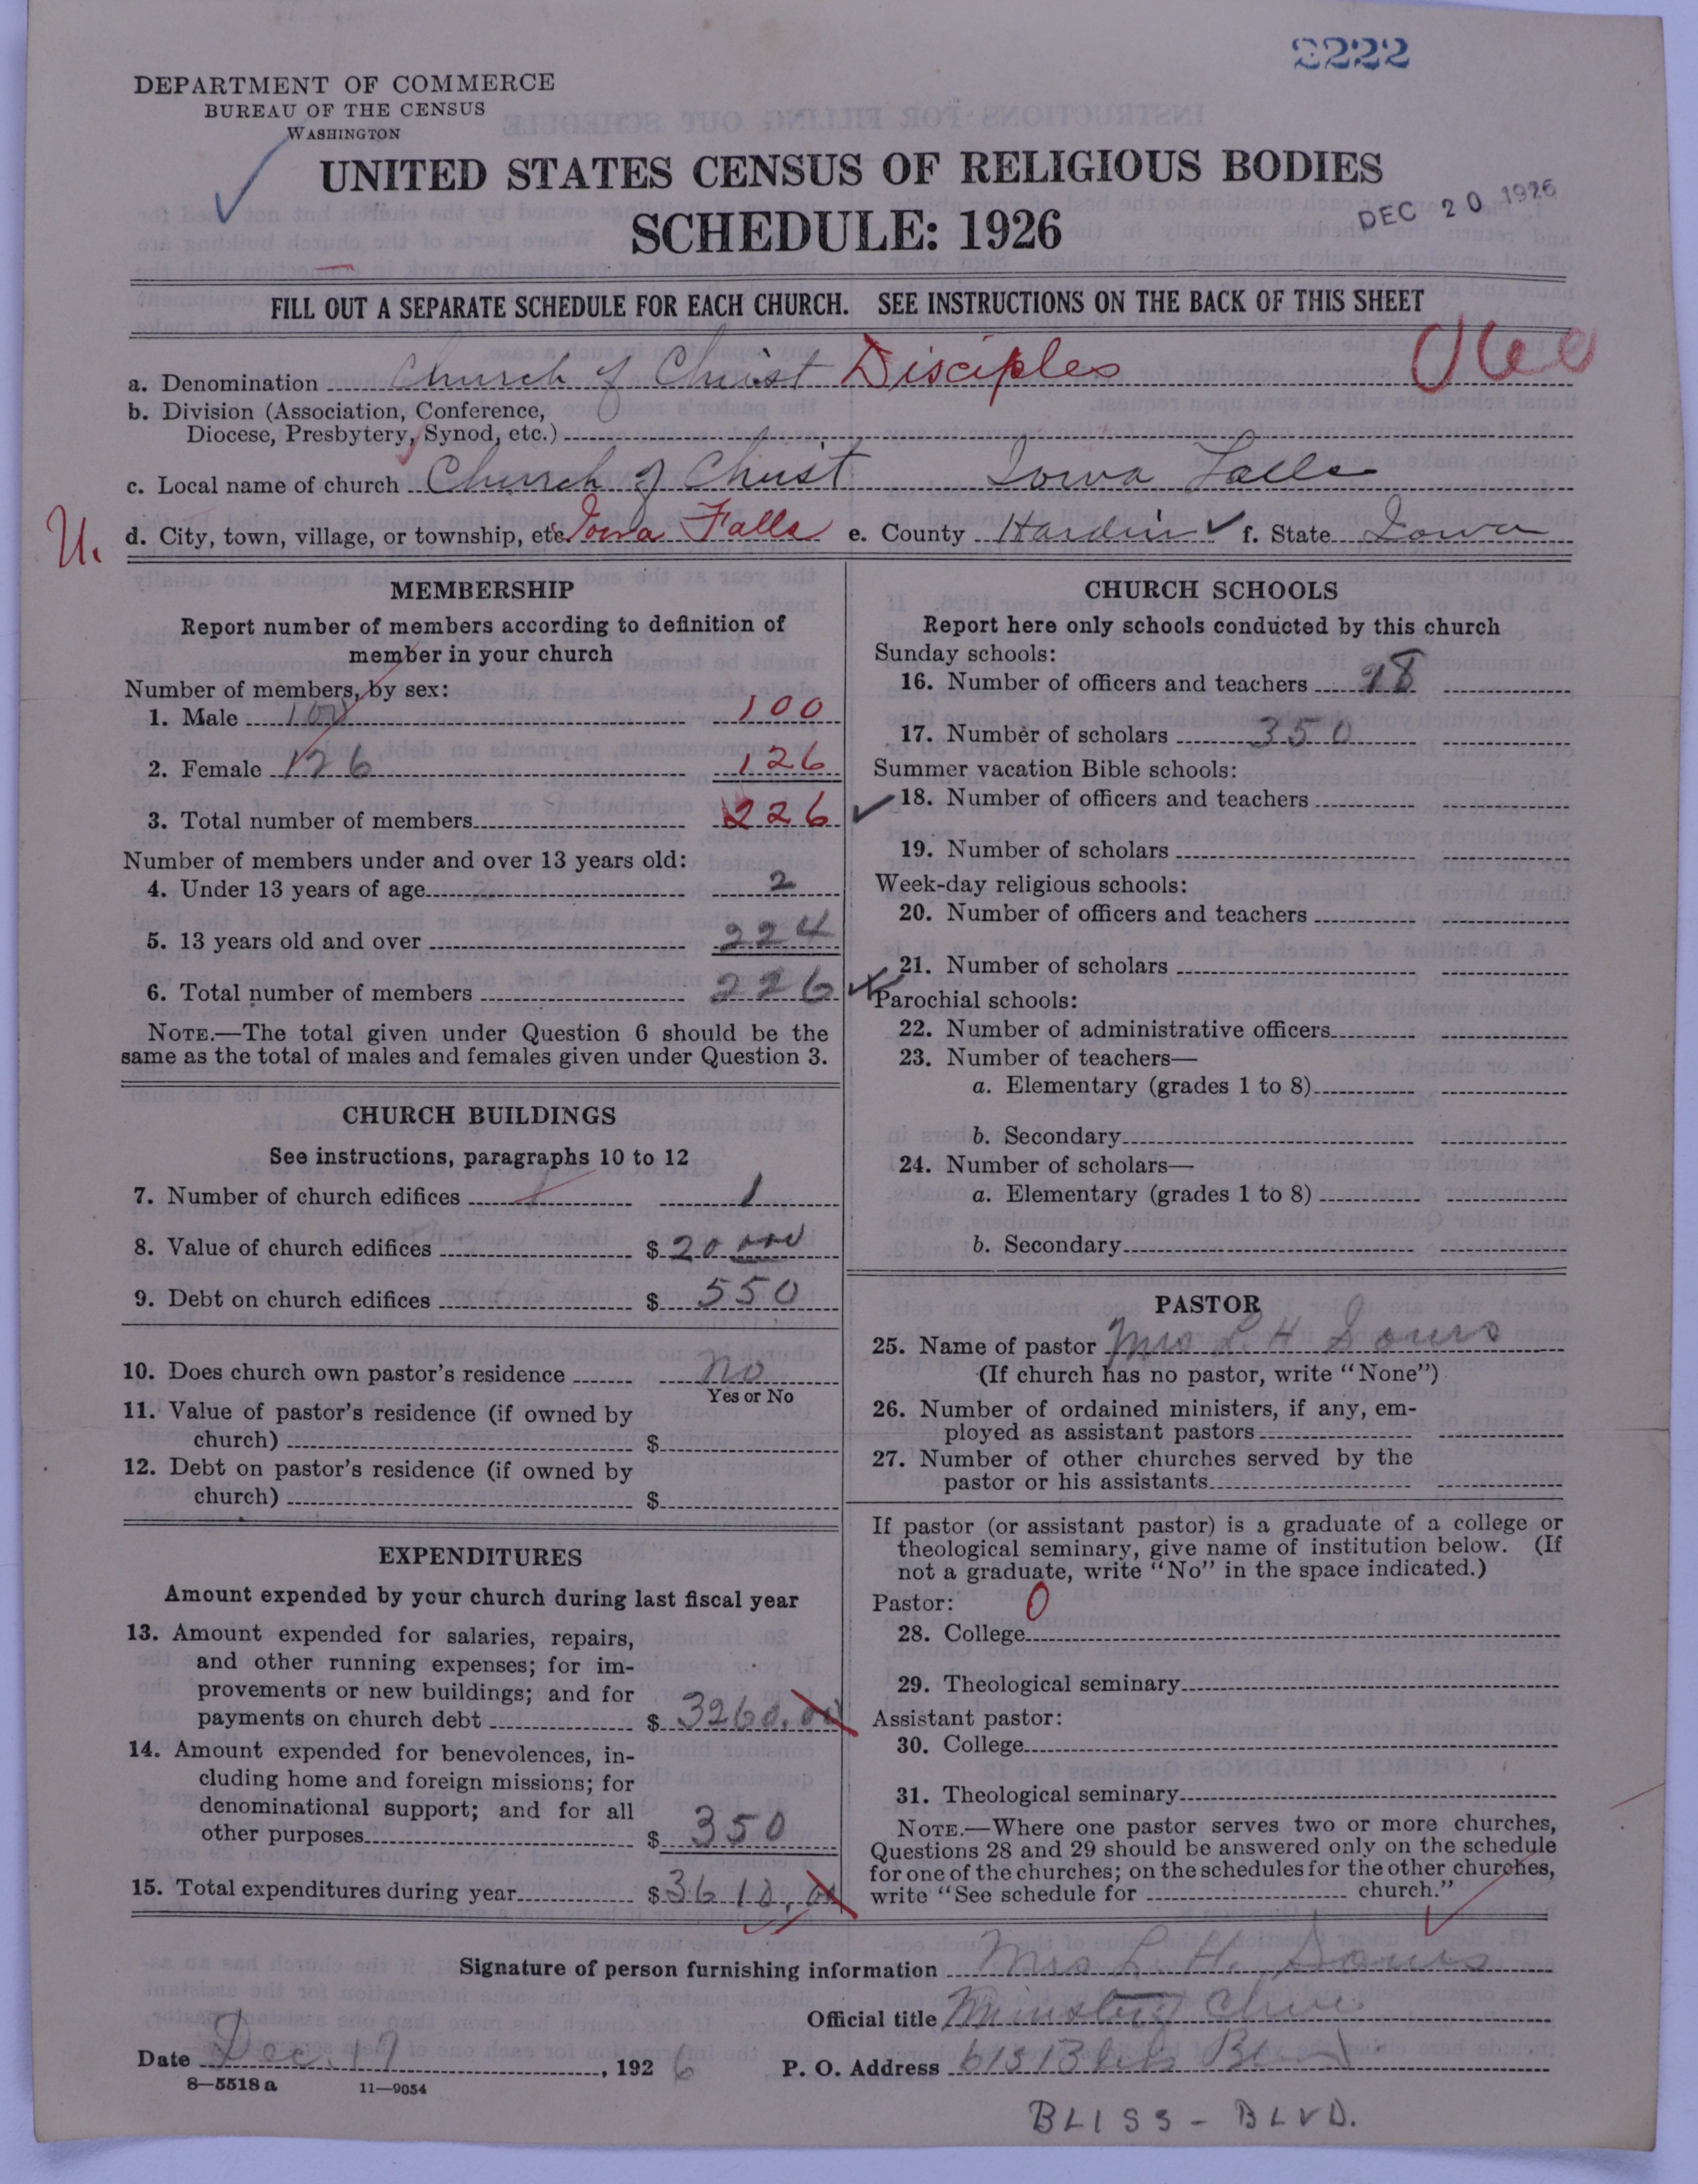 2222
DEPARTMENT OF COMMERCE
BUREAU OF THE CENSUS
WASHINGTON
UNITED STATES CENSUS OF RELIGIOUS BODIES
SCHEDULE: 1926
DEC 20 1926
FILL OUT A SEPARATE SCHEDULE FOR EACH CHURCH. SEE INSTRUCTIONS ON THE BACK OF THIS SHEET
a. Denomination Church of Christ Disciples
b. Division (Association, Conference,
Diocese, Presbytery, Synod, etc.)
c. Local name of church Church of Christ Iowa Falls
U. d. City, town, village, or township, etc. Iowa Falls e. County Hardin f. State Iowa
MEMBERSHIP
Report number of members according to definition of
member in your church
Number of members, by sex:
1. Male 100 100
2. Female 126 126
3. Total number of members 226
Number of members under and over 13 years old:
4. Under 13 years of age 2
5. 13 years old and over 224
6. Total number of members 226
NOTE.—The total given under Question 6 should be the
same as the total of males and females given under Question 3.
CHURCH BUILDINGS
See instructions, paragraphs 10 to 12
7. Number of church edifices 1 1
8. Value of church edifices $ 20 000
9. Debt on church edifices $ 550
10. Does church own pastor's residence No
Yes or No
11. Value of pastor's residence (if owned by
church) $
12. Debt on pastor's residence (if owned by
church) $
EXPENDITURES
Amount expended by your church during last fiscal year
13. Amount expended for salaries, repairs,
and other running expenses; for im-
provements or new buildings; and for
payments on church debt $ 3260.00
14. Amount expended for benevolences, in-
cluding home and foreign missions; for
denominational support; and for all
other purposes $ 350
15. Total expenditures during year $ 3610.00
CHURCH SCHOOLS
Report here only schools conducted by this church
Sunday schools:
16. Number of officers and teachers 28
17. Number of scholars 350
Summer vacation Bible schools:
18. Number of officers and teachers
19. Number of scholars
Week-day religious schools:
20. Number of officers and teachers
21. Number of scholars
Parochial schools:
22. Number of administrative officers
23. Number of teachers—
a. Elementary (grades 1 to 8)
b. Secondary
24. Number of scholars—
a. Elementary (grades 1 to 8)
b. Secondary
PASTOR
25. Name of pastor Mrs L. H
(If church has no pastor, write "None")
26. Number of ordained ministers, if any, em-
ployed as assistant pastors
27. Number of other churches served by the
pastor or his assistants
If pastor (or assistant pastor) is a graduate of a college or
theological seminary, give name of institution below. (If
not a graduate, write "No" in the space indicated.)
Pastor: 0
28. College
29. Theological seminary
Assistant pastor:
30. College
31. Theological seminary
NOTE.—Where one pastor serves two or more churches,
Questions 28 and 29 should be answered only on the schedule
for one of the churches; on the schedules for the other churches,
write "See schedule for church."
Signature of person furnishing information Mrs L. H.
Official title
Date Dec. 17, 1926 P. O. Address
8—5518a 11—9054
BLISS - BLVD.